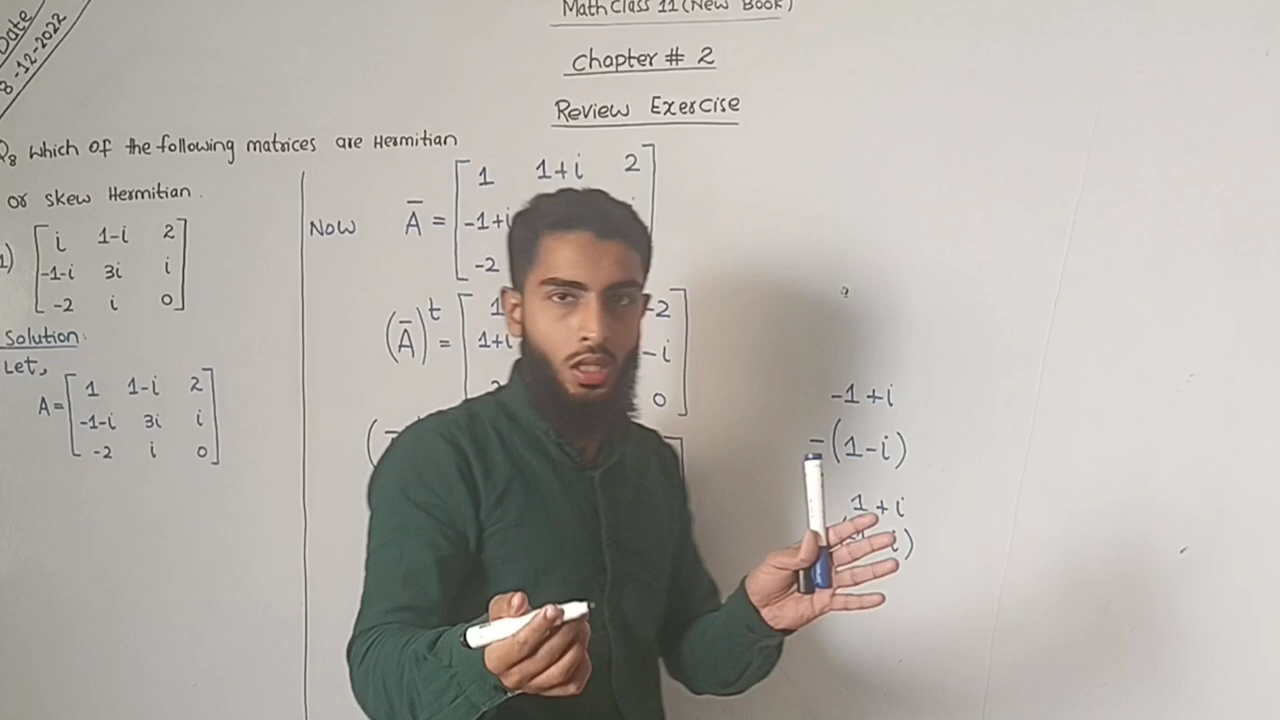 Date
8-12-2022
Math Class 11 (New Book)
Chapter # 2
Review Exercise
Q8 which of the following matrices are Hermitian
or skew Hermitian.
1) [ i 1-i 2
-1-i 3i i
-2 i 0 ]
Solution:
Let,
A = [ 1 1-i 2
-1-i 3i i
-2 i 0 ]
Now Ā = [ 1 1+i 2
-1+i
-2
(Ā)ᵗ = [ 1 -2
1+i -i
0 ]
-1+i
-(1-i)
1+i
i)